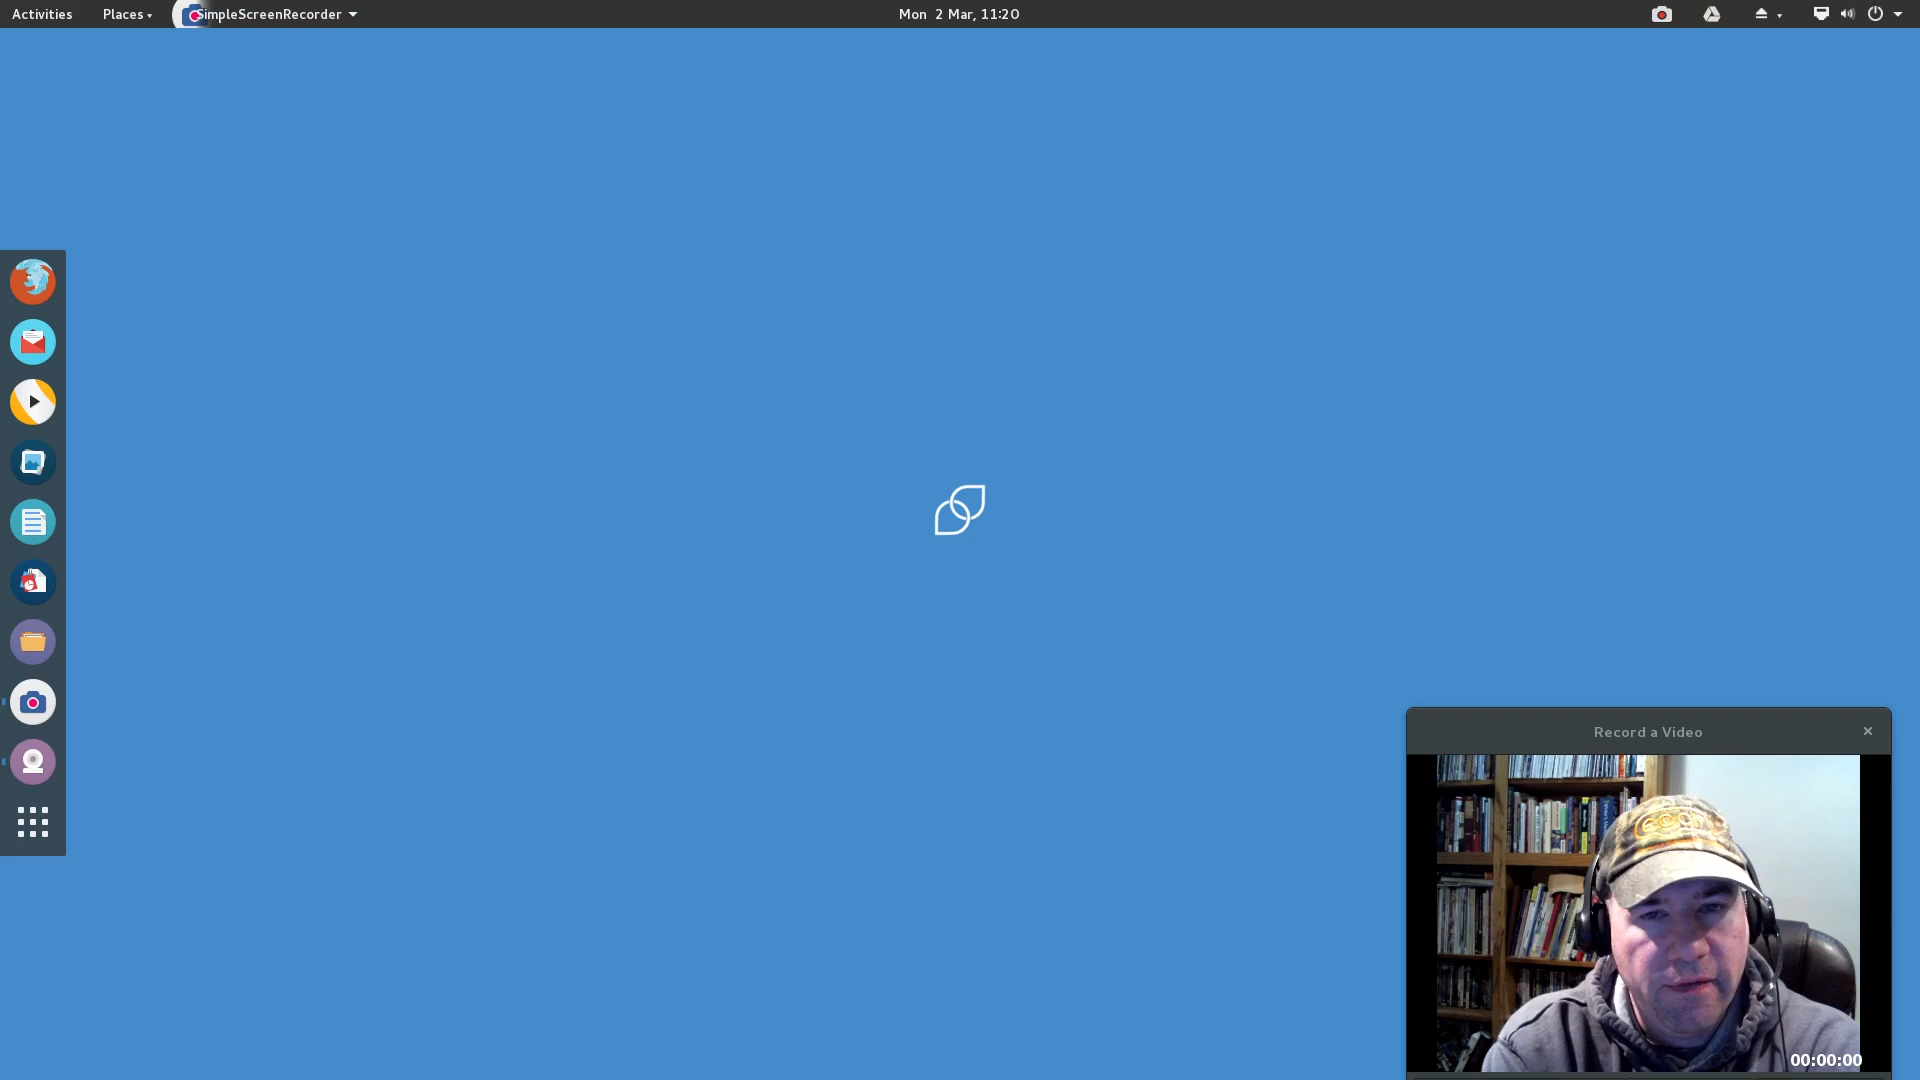 Activities Places SimpleScreenRecorder Mon 2 Mar, 11:20
Record a Video
00:00:00